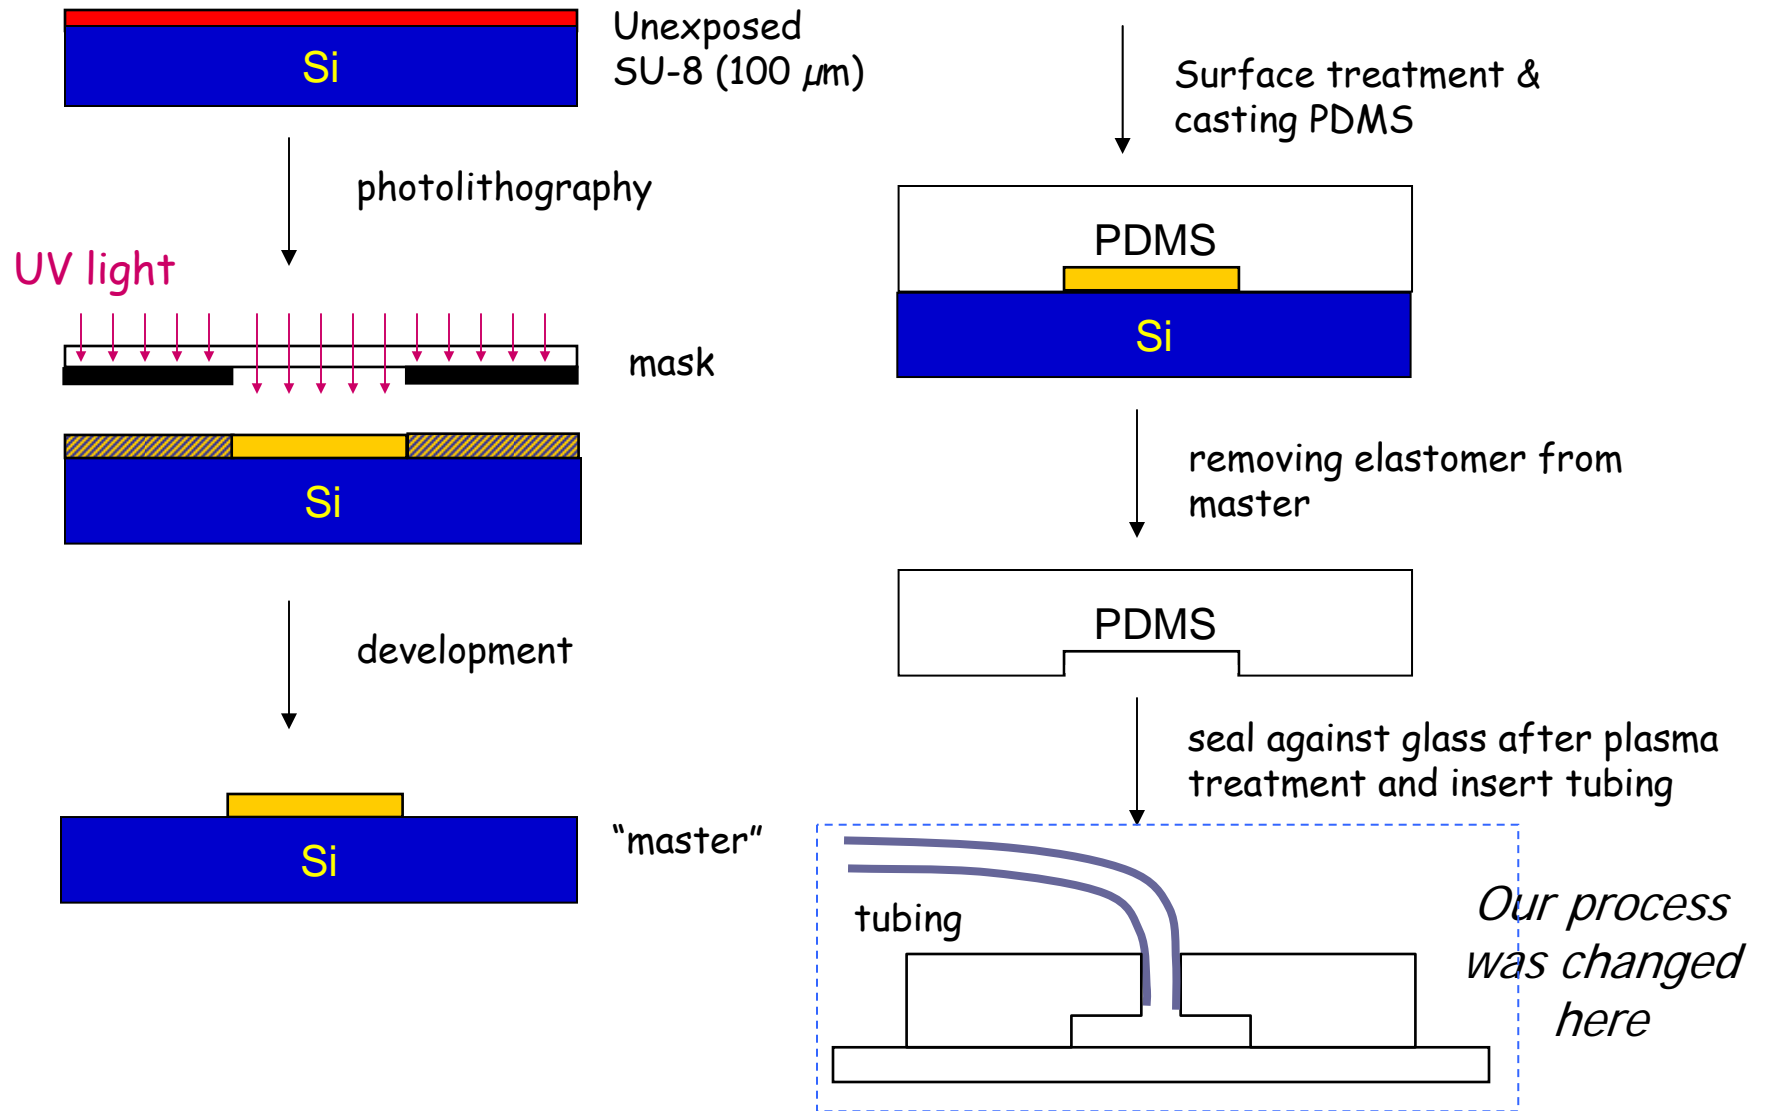 Unexposed
SU-8 (100 µm)
Si
photolithography
UV light
mask
Si
development
"master"
Si
Surface treatment &
casting PDMS
PDMS
Si
removing elastomer from
master
PDMS
seal against glass after plasma
treatment and insert tubing
tubing
Our process
was changed
here